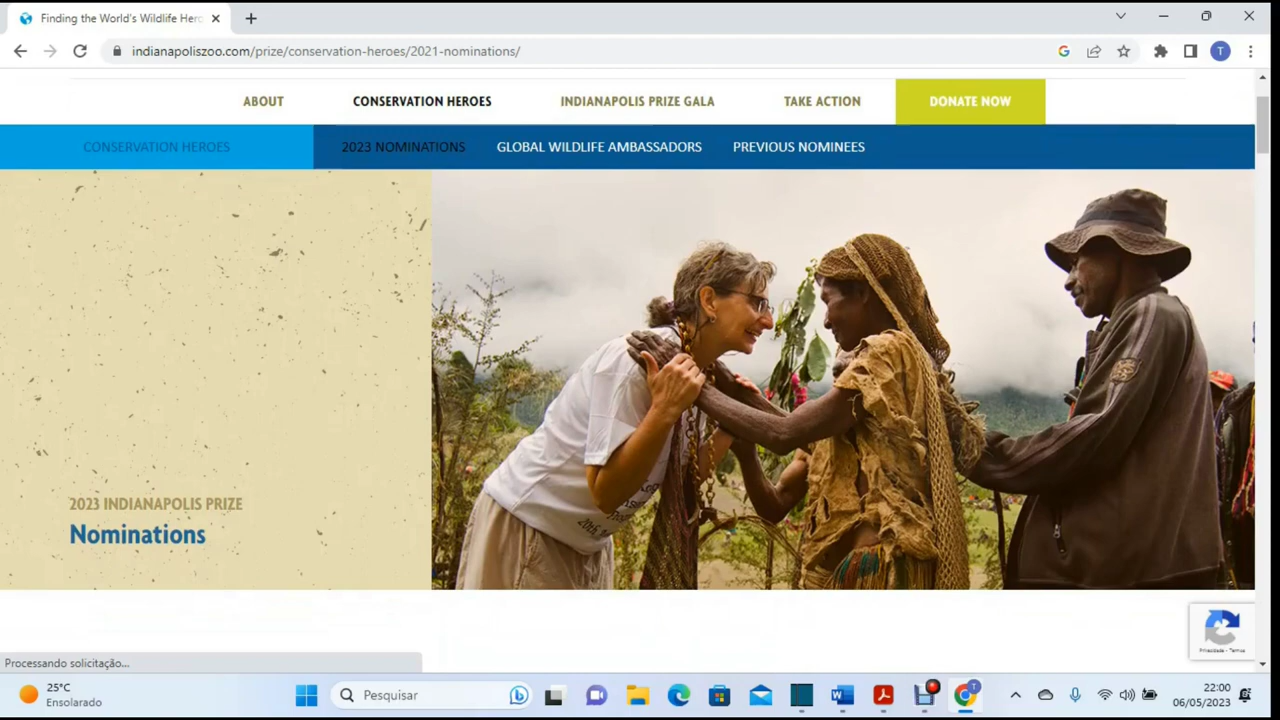 Finding the World's Wildlife Hero
indianapoliszoo.com/prize/conservation-heroes/2021-nominations/
T
ABOUT CONSERVATION HEROES INDIANAPOLIS PRIZE GALA TAKE ACTION DONATE NOW
CONSERVATION HEROES 2023 NOMINATIONS GLOBAL WILDLIFE AMBASSADORS PREVIOUS NOMINEES
2023 INDIANAPOLIS PRIZE
Nominations
Privacidade - Termos
Processando solicitação...
25°C
Ensolarado
Pesquisar
22:00
06/05/2023